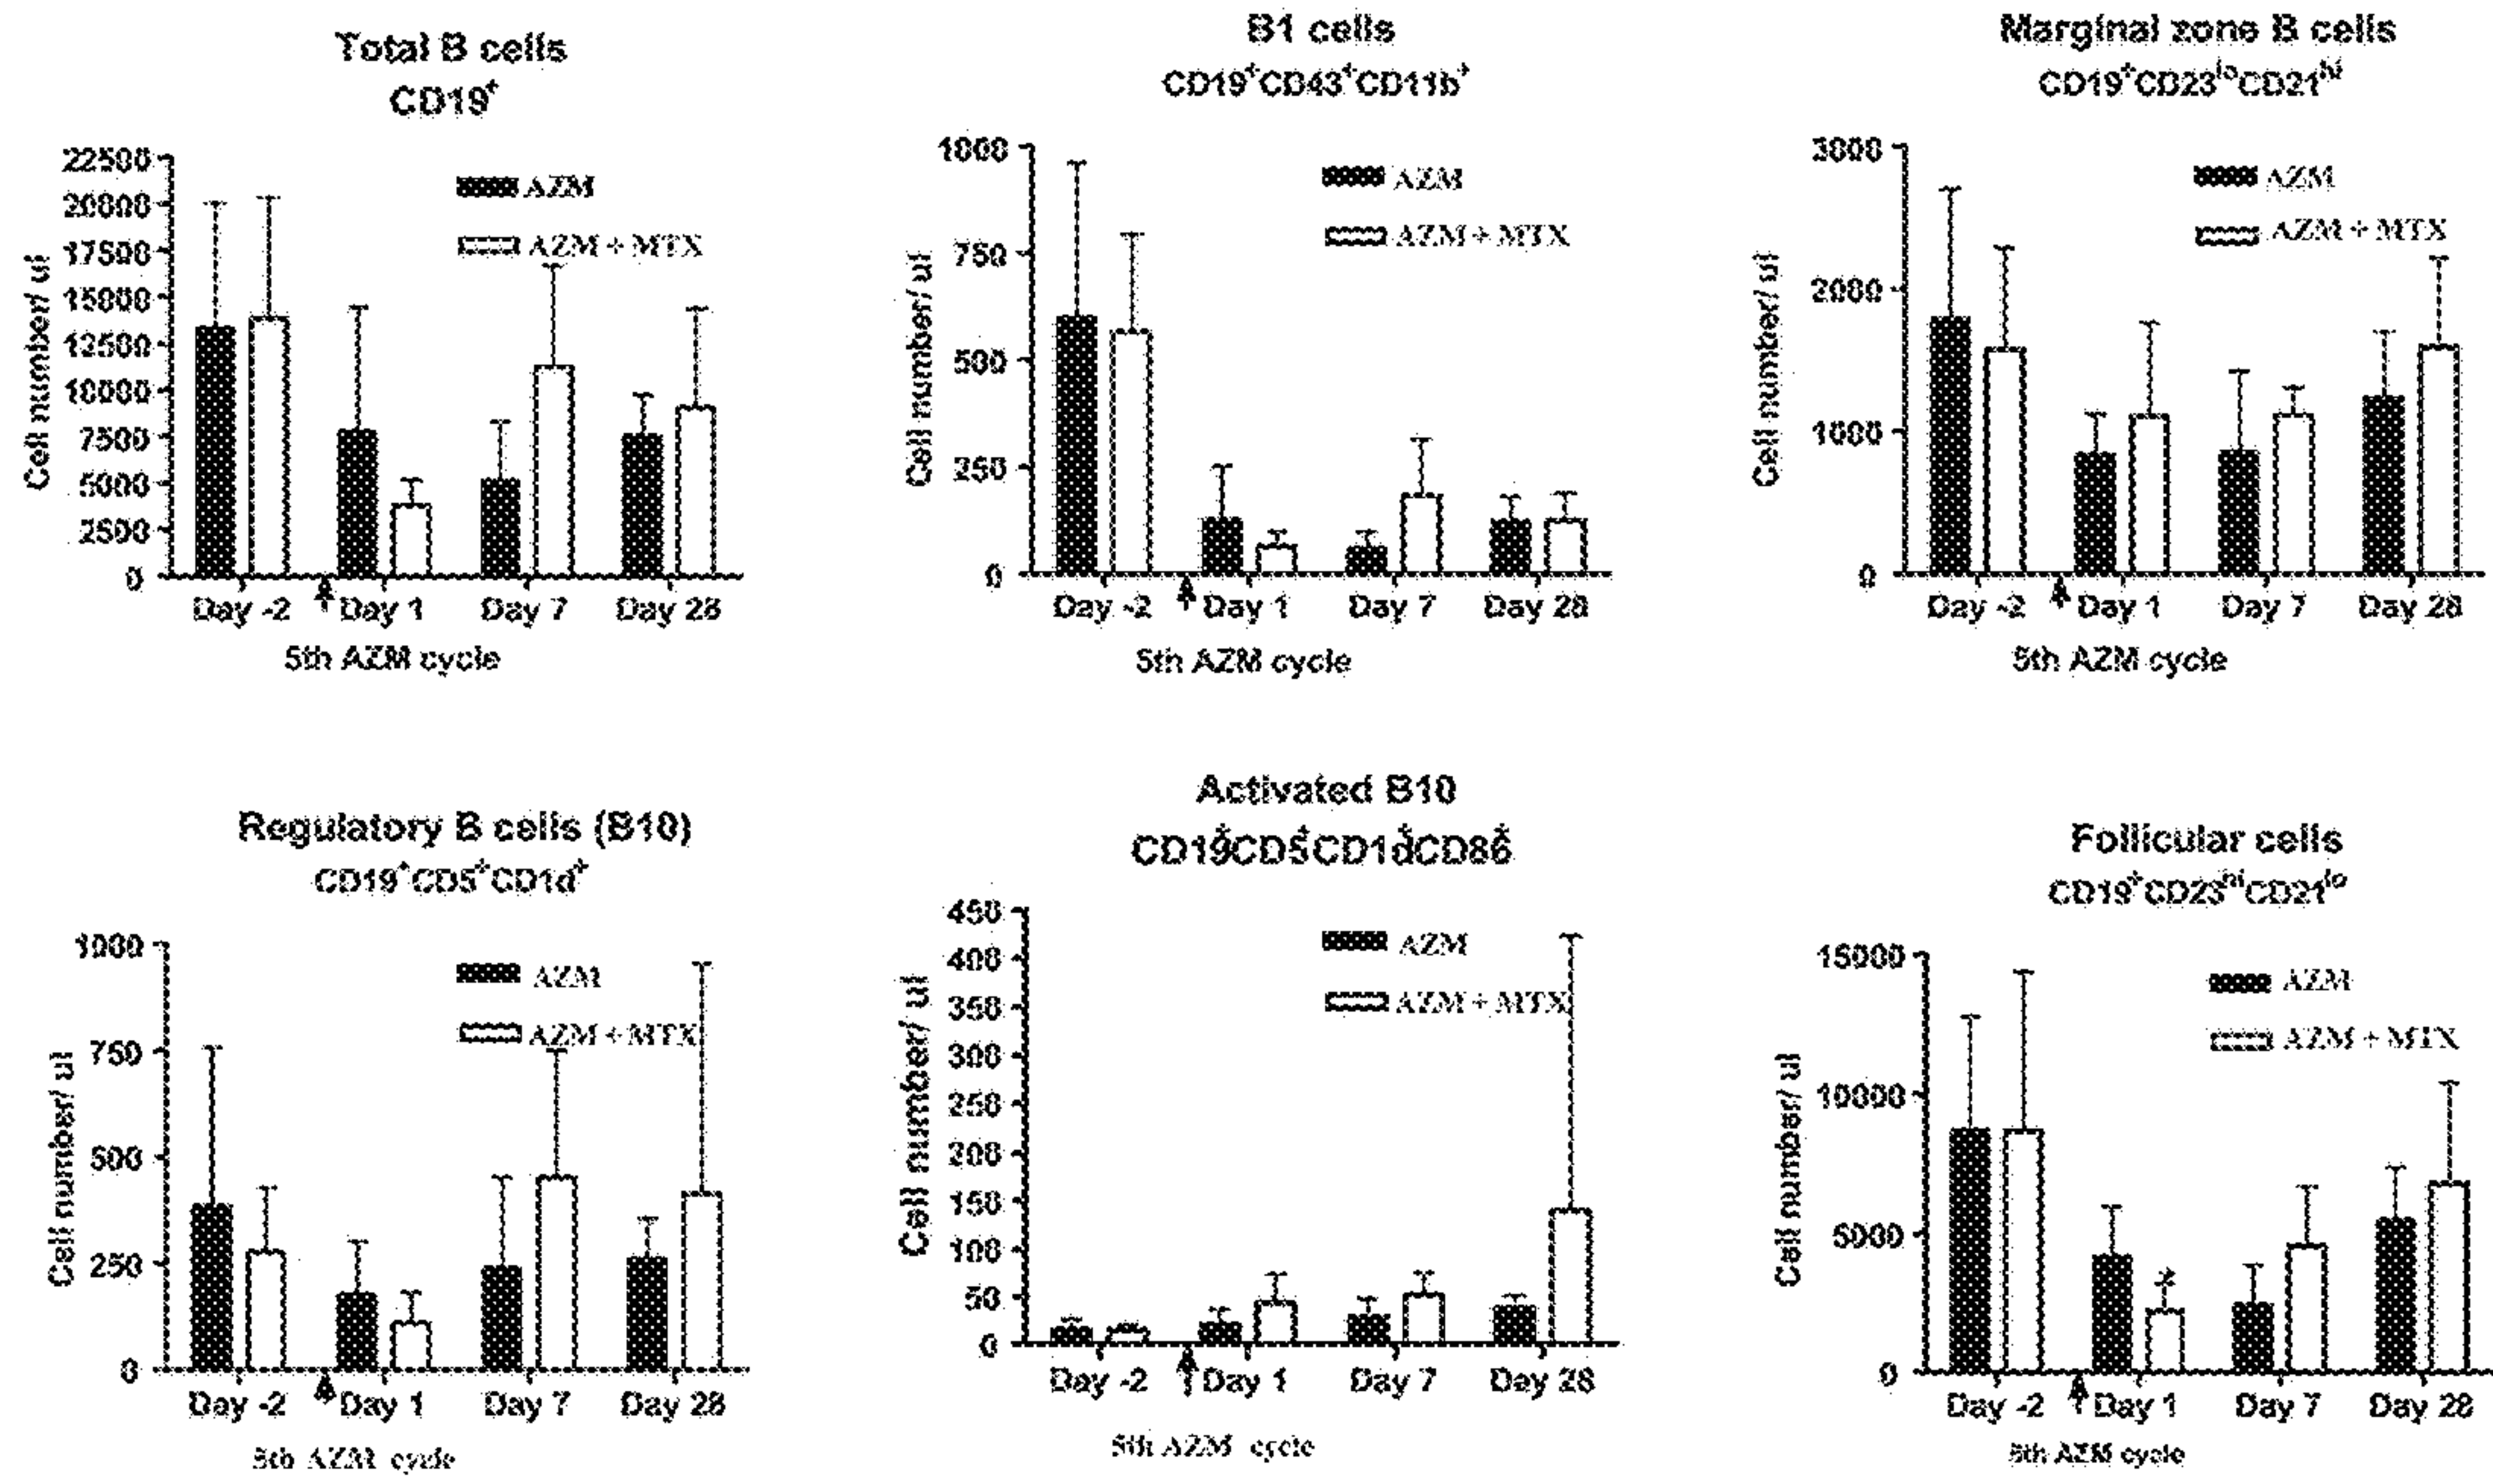 Total B cells
CD19+
22500
20000
17500
15000
12500
10000
7500
5000
2500
0
Cell number/ ul
AZM
AZM + MTX
Day -2
Day 1
Day 7
Day 28
5th AZM cycle
B1 cells
CD19+CD43+CD11b+
1000
750
500
250
0
Cell number/ ul
AZM
AZM + MTX
Day -2
Day 1
Day 7
Day 28
5th AZM cycle
Marginal zone B cells
CD19+CD23loCD21hi
3000
2000
1000
0
Cell number/ ul
AZM
AZM + MTX
Day -2
Day 1
Day 7
Day 28
5th AZM cycle
Regulatory B cells (B10)
CD19+CD5+CD1d+
1000
750
500
250
0
Cell number/ ul
AZM
AZM + MTX
Day -2
Day 1
Day 7
Day 28
5th AZM cycle
Activated B10
CD19+CD5+CD1d+CD86+
450
400
350
300
250
200
150
100
50
0
Cell number/ ul
AZM
AZM + MTX
Day -2
Day 1
Day 7
Day 28
5th AZM cycle
Follicular cells
CD19+CD23hiCD21lo
15000
10000
5000
0
Cell number/ ul
AZM
AZM + MTX
*
Day -2
Day 1
Day 7
Day 28
5th AZM cycle